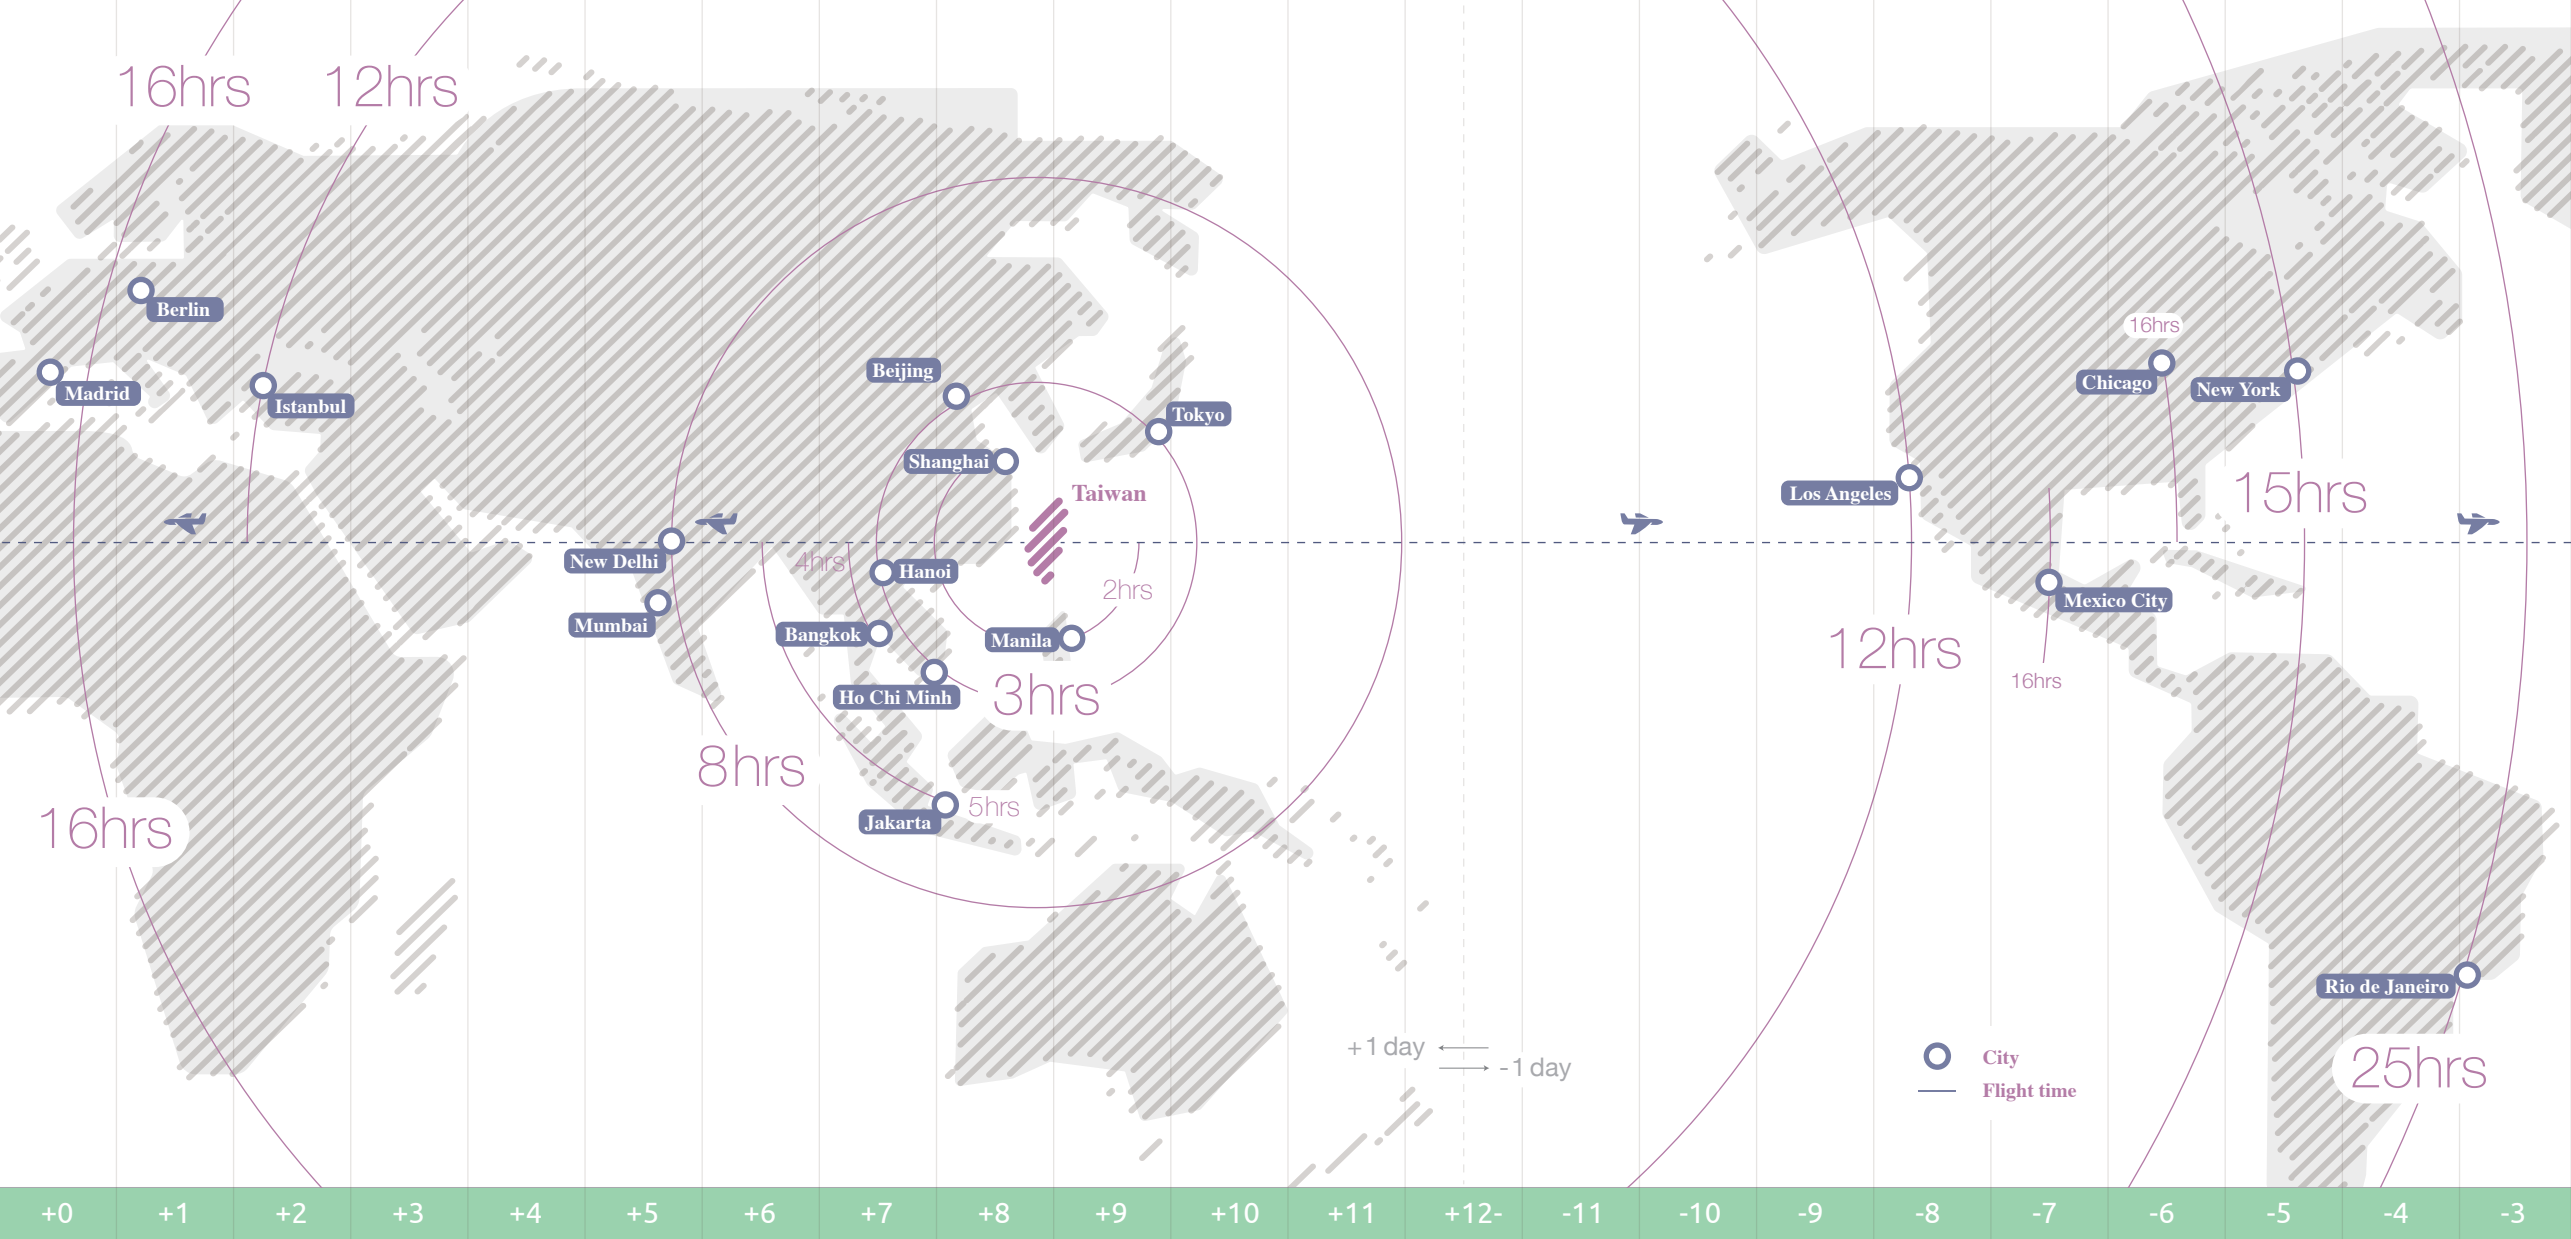 16hrs
12hrs
Berlin
Madrid
Istanbul
Beijing
Tokyo
Shanghai
Taiwan
New Delhi
4hrs
Hanoi
2hrs
Mumbai
Bangkok
Manila
Ho Chi Minh
3hrs
8hrs
Jakarta
5hrs
16hrs
16hrs
Chicago
New York
Los Angeles
15hrs
Mexico City
12hrs
16hrs
Rio de Janeiro
25hrs
+1 day
-1 day
City
Flight time
+0 +1 +2 +3 +4 +5 +6 +7 +8 +9 +10 +11 +12- -11 -10 -9 -8 -7 -6 -5 -4 -3